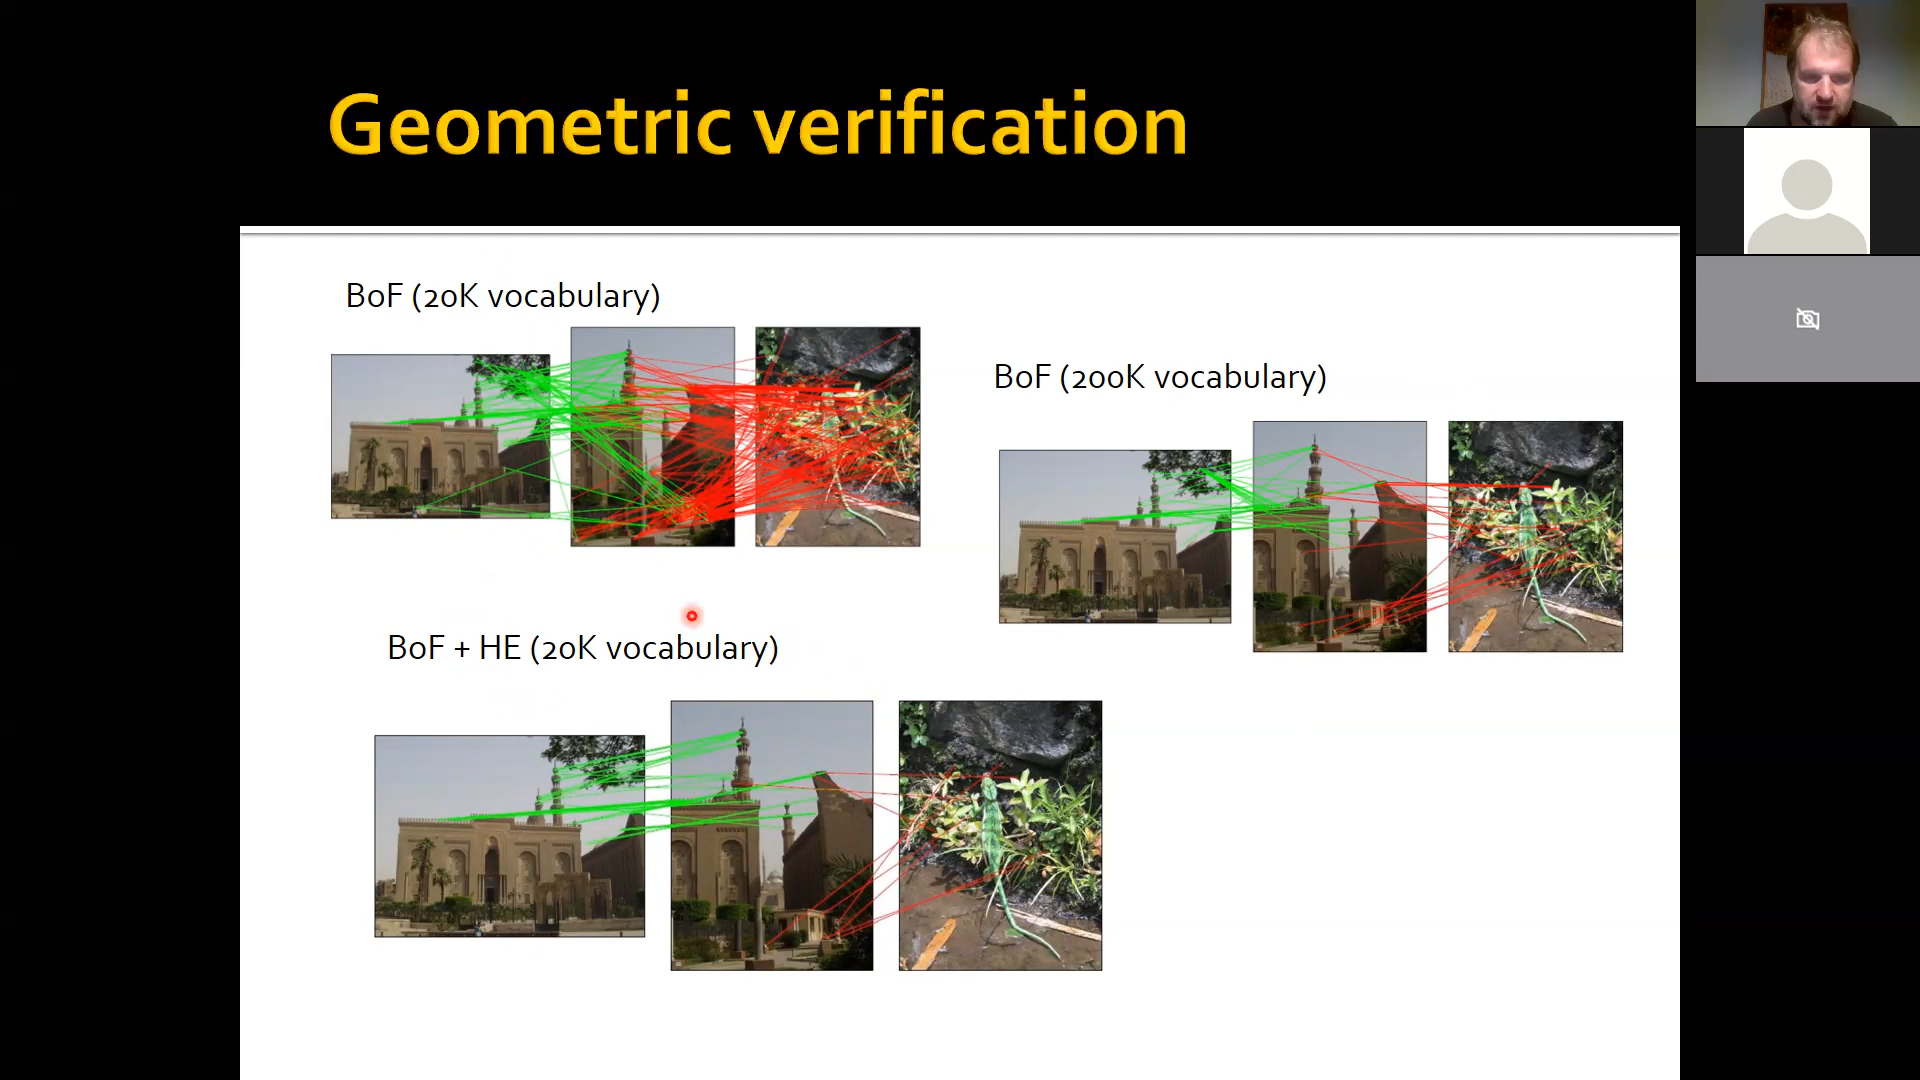 Geometric verification
BoF (20K vocabulary)
BoF (200K vocabulary)
BoF + HE (20K vocabulary)